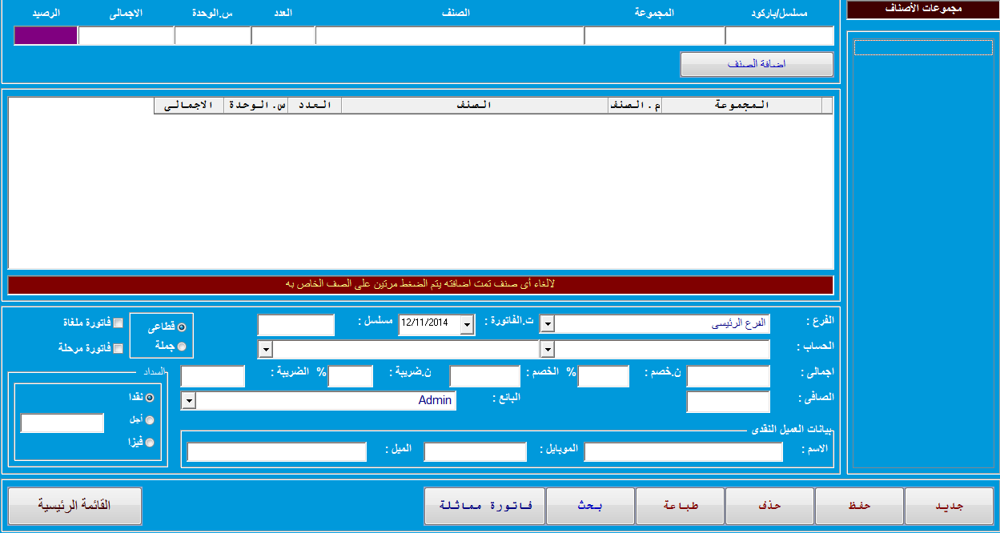 مجموعات الأصناف
مسلسل/باركود المجموعة الصنف العدد س.الوحدة الاجمالى الرصيد
اضافة الصنف
المجموعة م.الصنف الصنف العدد س.الوحدة الاجمالى
لالغاء أى صنف تمت اضافته يتم الضغط مرتين على الصف الخاص به
الفرع : الفرع الرئيسى ت.الفاتورة : 12/11/2014 مسلسل : قطاعى فاتورة ملغاة
الحساب : جملة فاتورة مرحلة
اجمالى : ن.خصم : % الخصم : ن.ضريبة : % الضريبة : السداد
الصافى : البائع : Admin نقدا
أجل
بيانات العميل النقدى
الاسم : الموبايل : الميل : فيزا
جديد حفظ حذف طباعة بحث فاتورة مماثلة القائمة الرئيسية